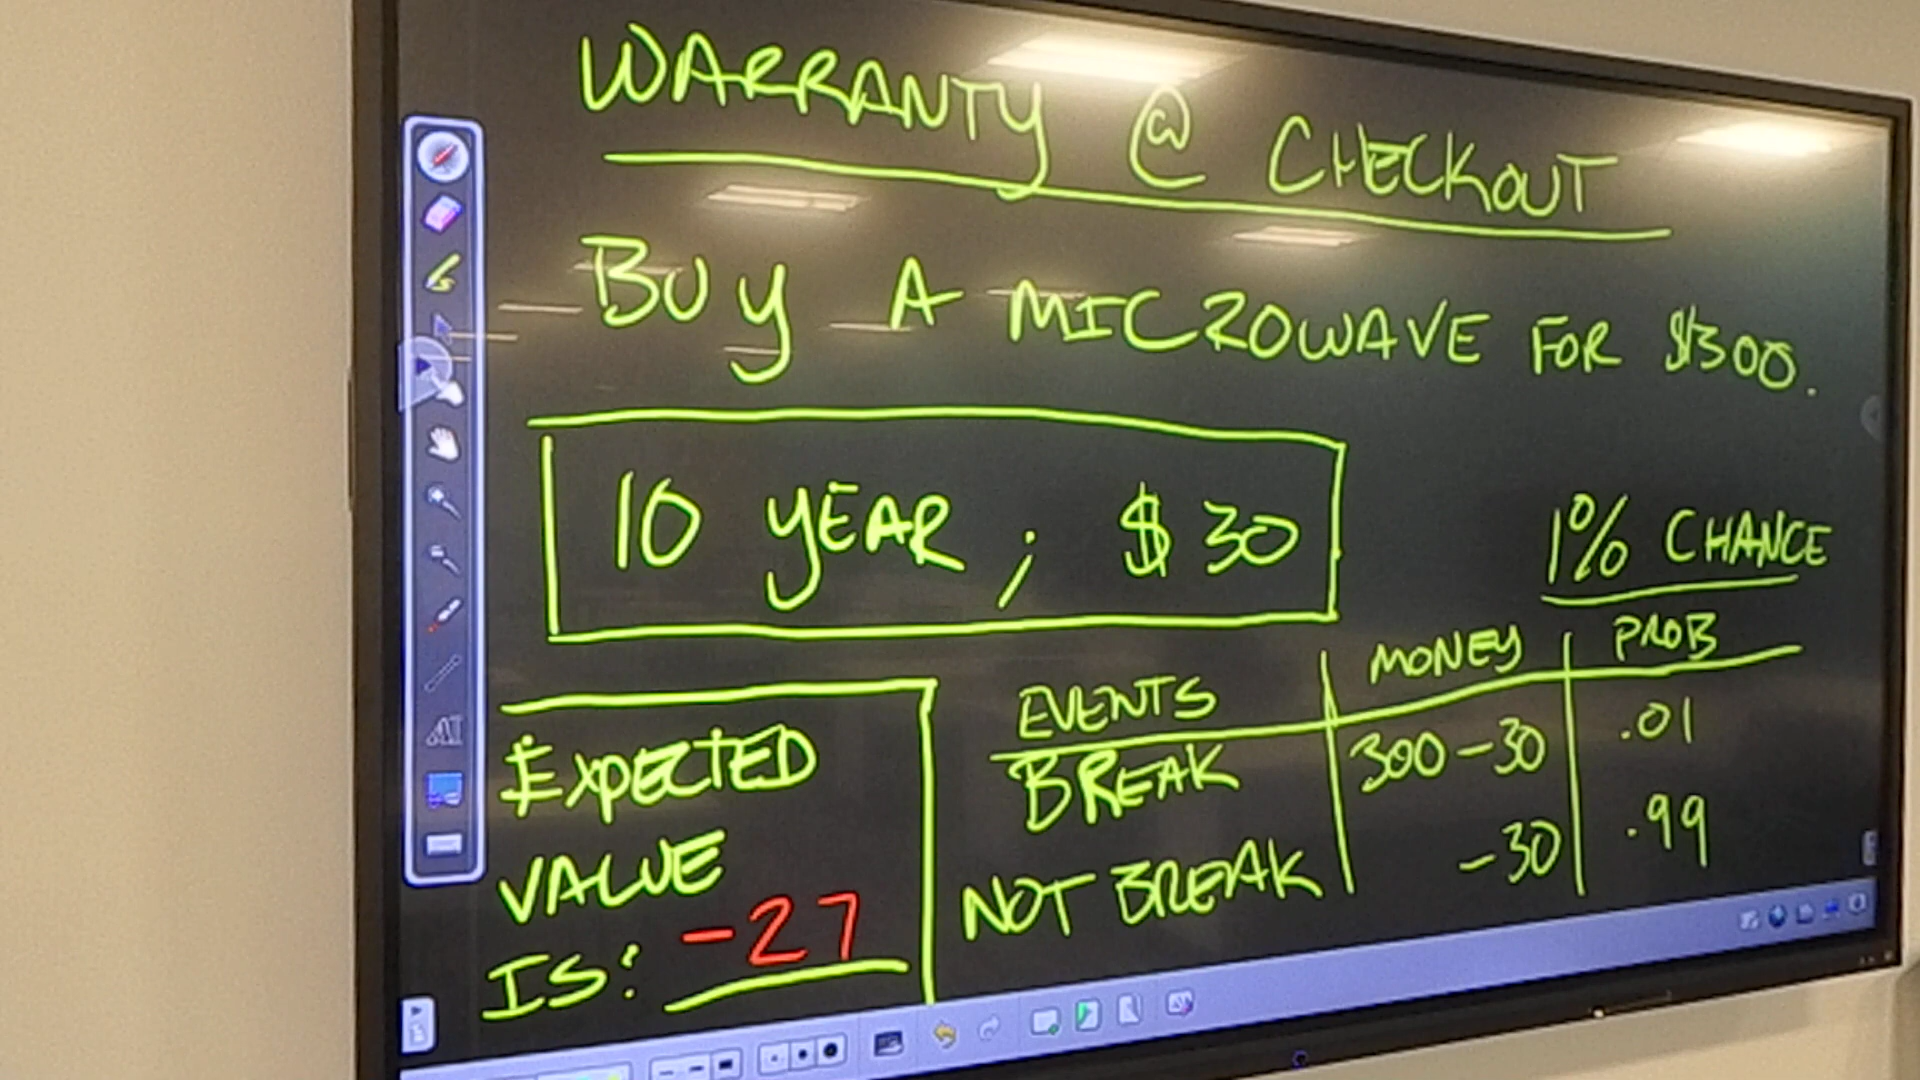 WARRANTY @ CHECKOUT
BUY A MICROWAVE FOR $300.
10 YEAR ; $30
1% CHANCE
EVENTS MONEY PROB
BREAK 300-30 .01
NOT BREAK -30 .99
EXPECTED
VALUE
IS: -27